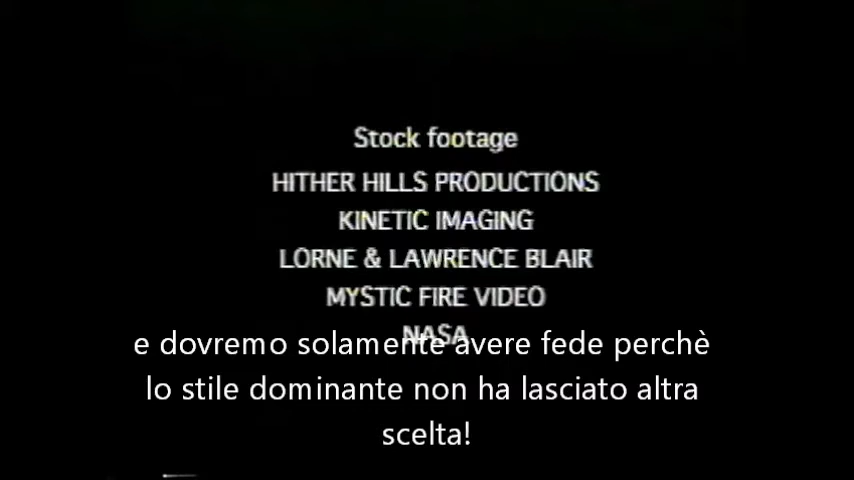 Stock footage
HITHER HILLS PRODUCTIONS
KINETIC IMAGING
LORNE & LAWRENCE BLAIR
MYSTIC FIRE VIDEO
NASA
e dovremo solamente avere fede perchè
lo stile dominante non ha lasciato altra
scelta!